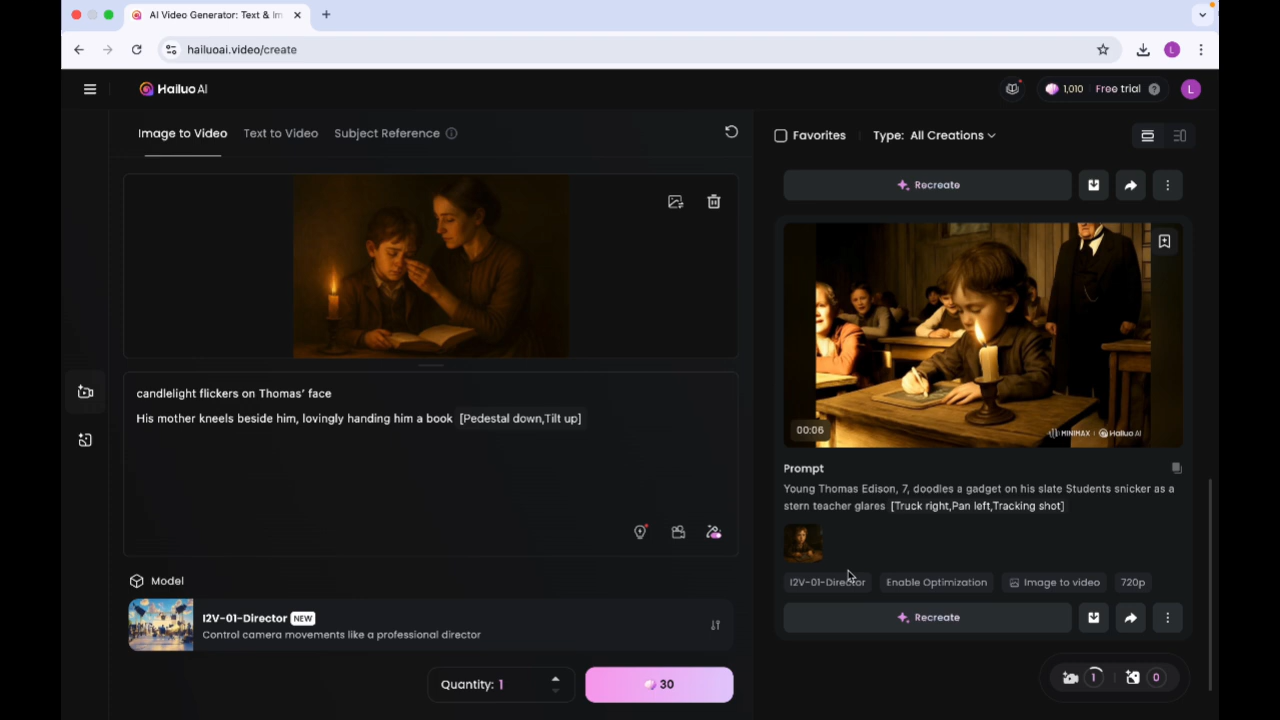 AI Video Generator: Text & Im
hailuoai.video/create
L
Hailuo AI
1,010 Free trial
L
Image to Video
Text to Video
Subject Reference
Favorites
Type: All Creations
Recreate
candlelight flickers on Thomas' face
His mother kneels beside him, lovingly handing him a book [Pedestal down,Tilt up]
00:06
MINIMAX | Hailuo AI
Prompt
Young Thomas Edison, 7, doodles a gadget on his slate Students snicker as a
stern teacher glares [Truck right,Pan left,Tracking shot]
I2V-01-Director
Enable Optimization
Image to video
720p
Recreate
Model
I2V-01-Director NEW
Control camera movements like a professional director
Quantity: 1
30
1
0